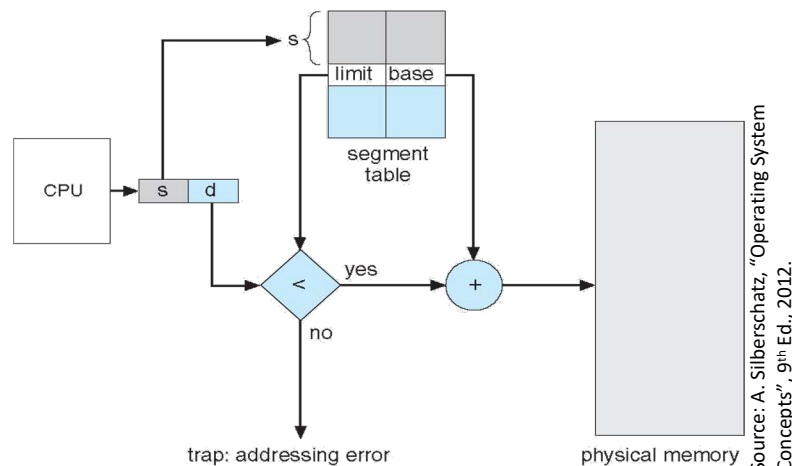 s
limit base
segment
table
CPU
s d
<
yes
+
no
trap: addressing error
physical memory
Source: A. Silberschatz, “Operating System
Concepts”, 9th Ed., 2012.